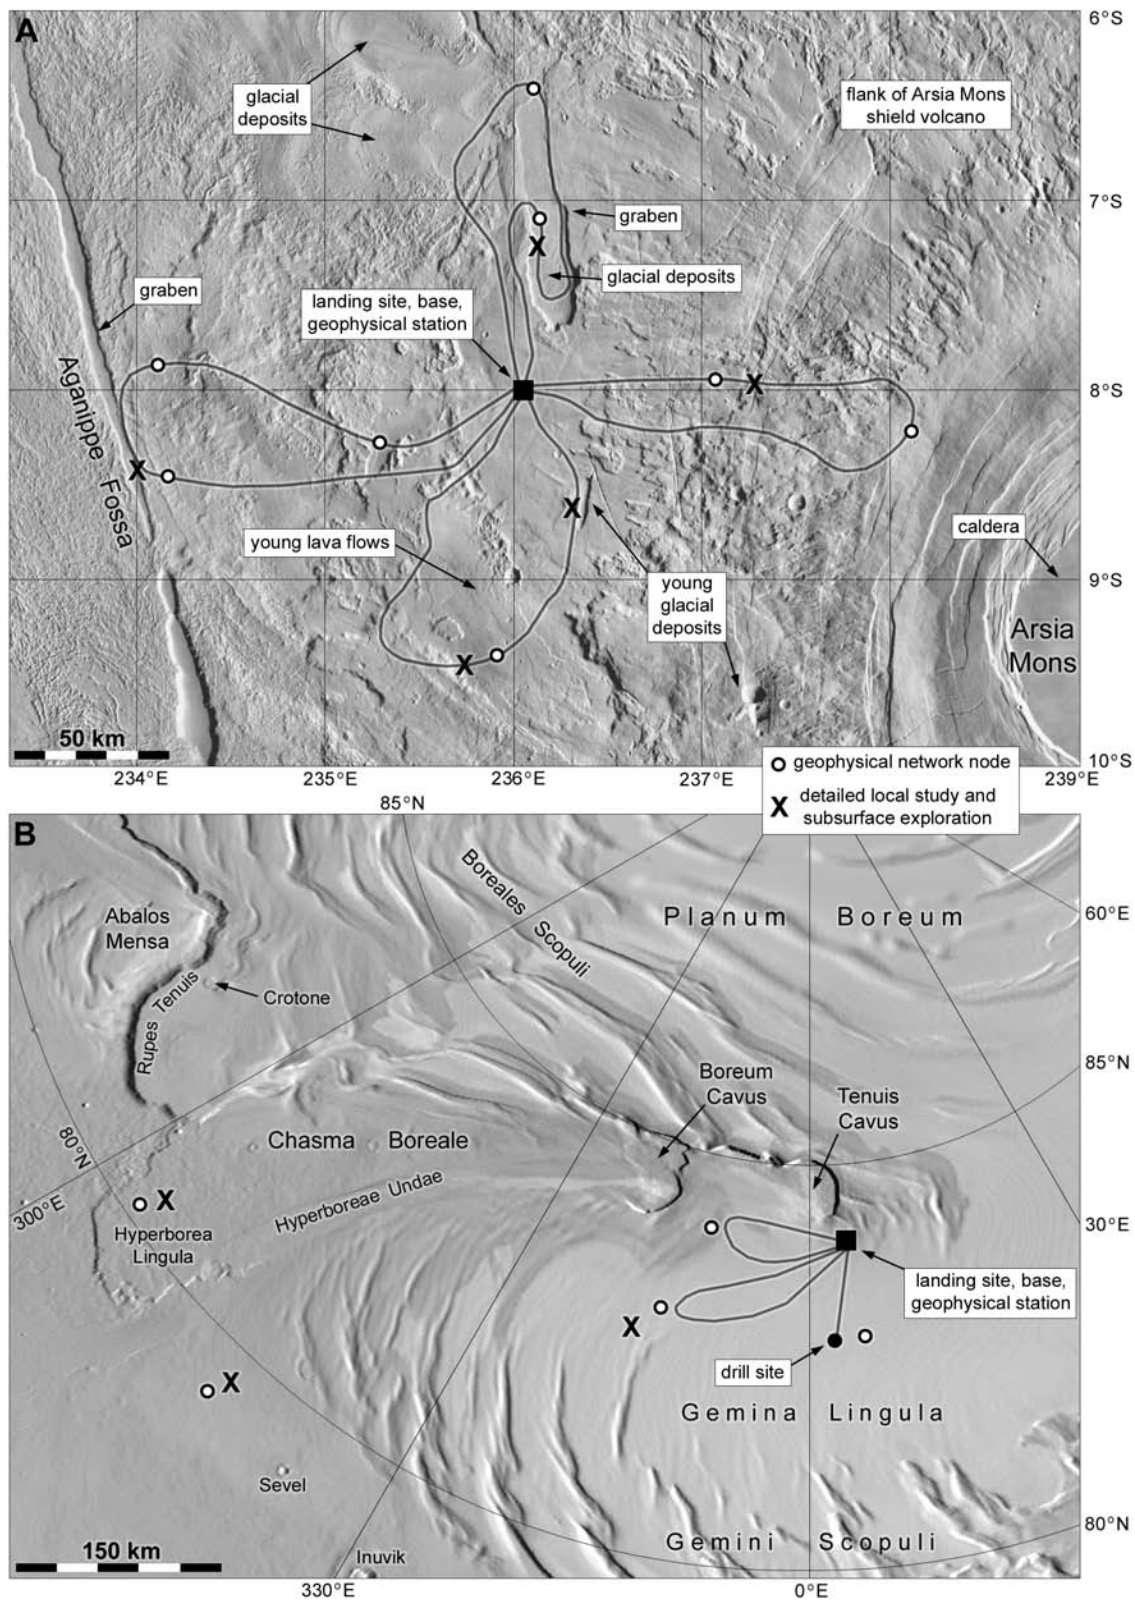 A
6°S
glacial
deposits
flank of Arsia Mons
shield volcano
7°S
graben
glacial deposits
graben
landing site, base,
geophysical station
Aganippe Fossa
8°S
young lava flows
caldera
9°S
young
glacial
deposits
Arsia
Mons
50 km
10°S
234°E
235°E
236°E
237°E
239°E
geophysical network node
X detailed local study and
subsurface exploration
85°N
B
Boreales Scopuli
Abalos
Mensa
Planum Boreum
60°E
Rupes Tenuis
Crotone
85°N
Boreum
Cavus
Tenuis
Cavus
80°N
Chasma Boreale
300°E
Hyperboreae Undae
X
Hyperborea
Lingula
30°E
landing site, base,
geophysical station
X
drill site
X
Gemina Lingula
Sevel
80°N
Gemini Scopuli
150 km
Inuvik
330°E
0°E
X
X
X
X
X